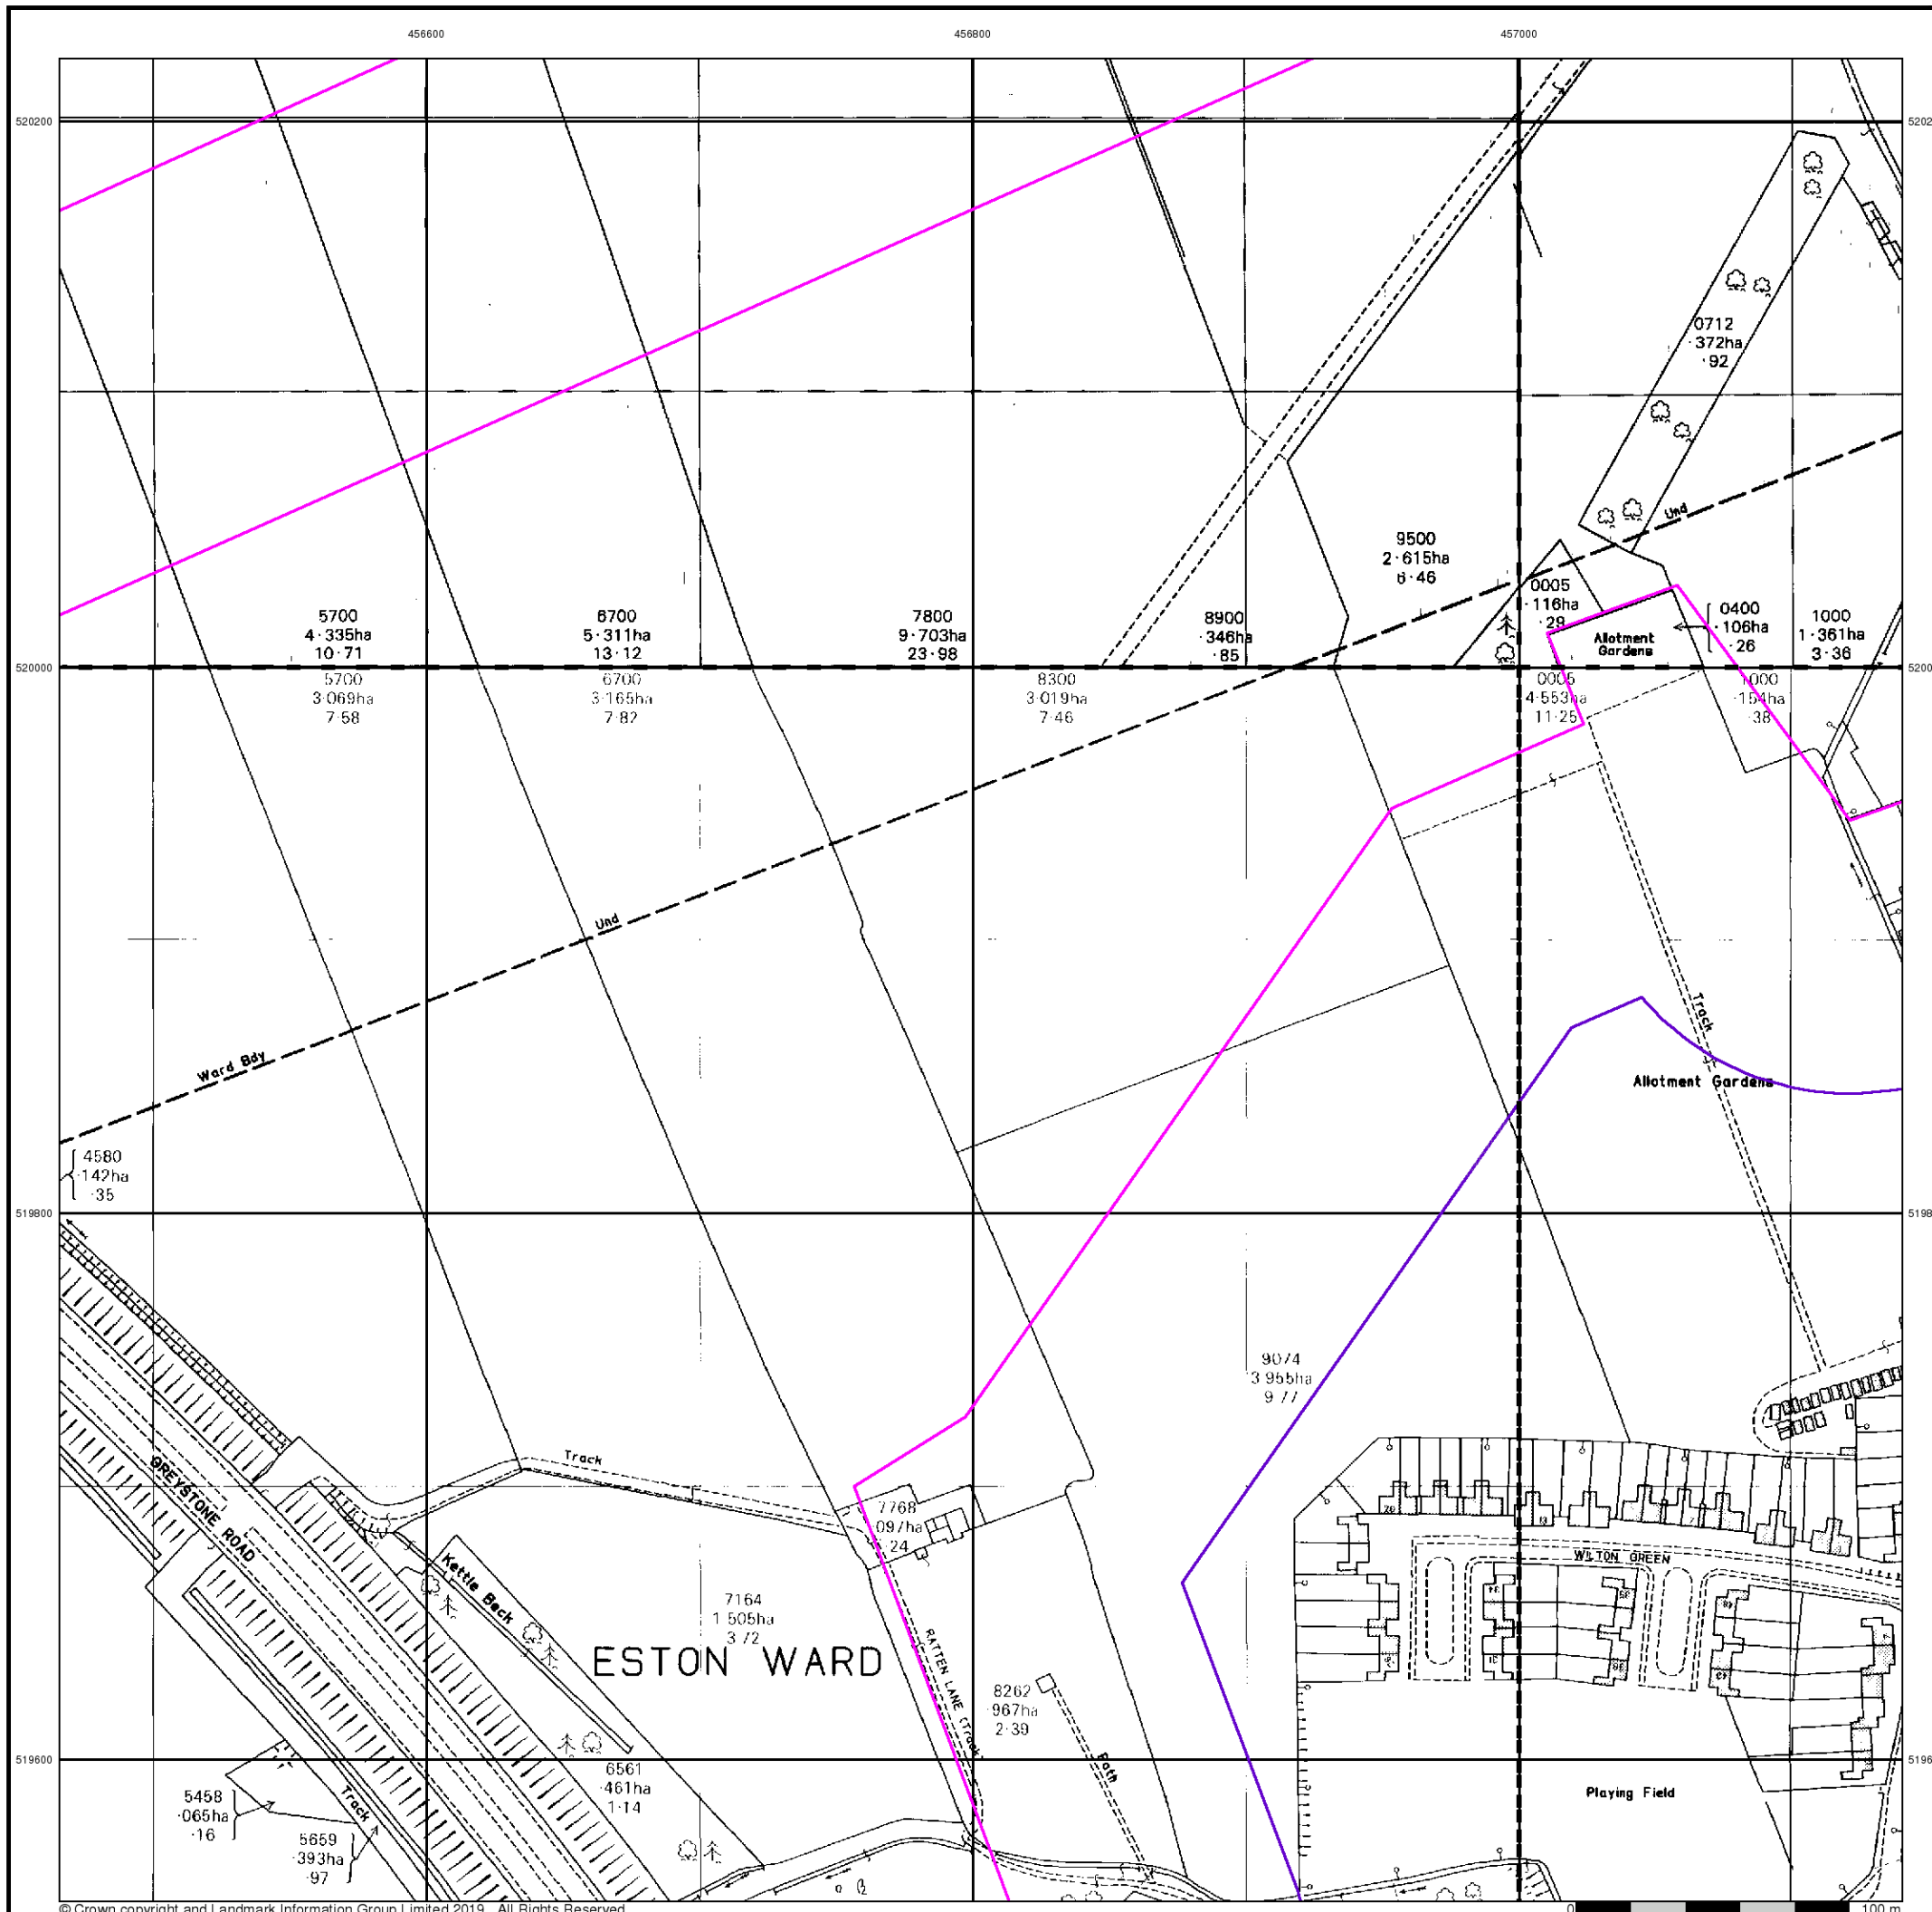 456600
456800
457000
520200
0712
·372ha
·92
Und
9500
2·615ha
6·46
0005
·116ha
·29
0400
·106ha
·26
1000
1·361ha
3·36
Allotment
Gardens
5700
4·335ha
10·71
6700
5·311ha
13·12
7800
9·703ha
23·98
8900
·346ha
·85
520000
5700
3·069ha
7·58
6700
3·165ha
7·82
8300
3·019ha
7·46
0005
4·553ha
11·25
1000
·154ha
·38
Und
Track
Ward Bdy
Allotment Gardens
4580
·142ha
·35
519800
9074
3 955ha
9 77
Track
GREYSTONE ROAD
7768
097ha
·24
Kettle Beck
WILTON GREEN
7164
1 505ha
3 72
ESTON WARD
RATTEN LANE (Track)
8262
·967ha
2·39
Path
519600
6561
·461ha
1·14
Playing Field
5458
·065ha
·16
Track
5659
·393ha
·97
© Crown copyright and Landmark Information Group Limited 2019. All Rights Reserved.
0
100 m